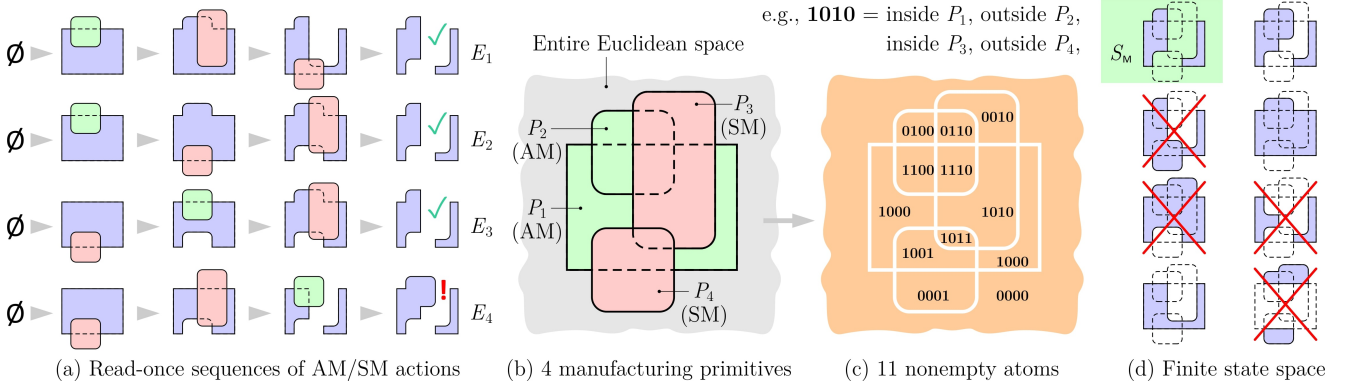 e.g., 1010 = inside P₁, outside P₂,
inside P₃, outside P₄,
∅
E₁
∅
E₂
∅
E₃
∅
!
E₄
(a) Read-once sequences of AM/SM actions
Entire Euclidean space
P₂
(AM)
P₃
(SM)
P₁
(AM)
P₄
(SM)
(b) 4 manufacturing primitives
0010
0100 0110
1100 1110
1000 1010
1011
1001
1000
0001 0000
(c) 11 nonempty atoms
S_M
(d) Finite state space